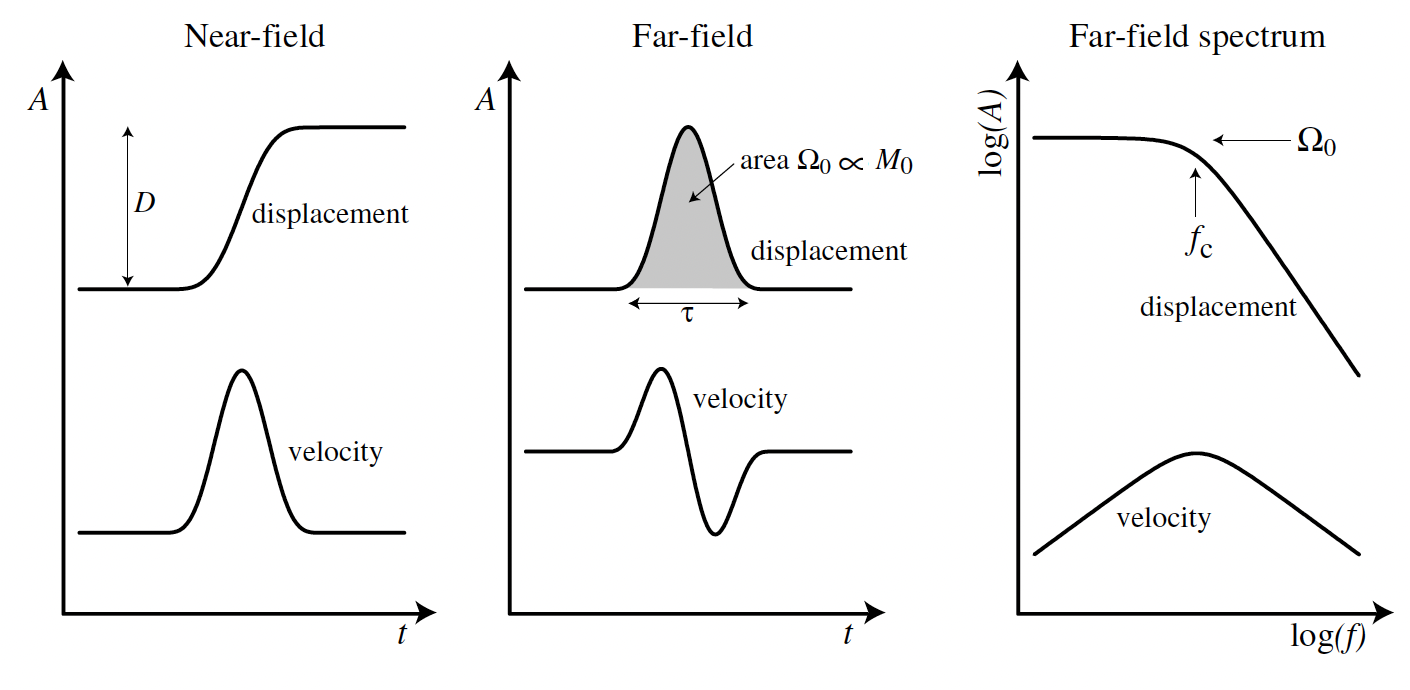 Near-field
A
D
displacement
velocity
t
Far-field
A
area Ω₀ ∝ M₀
displacement
τ
velocity
t
Far-field spectrum
log(A)
Ω₀
f_c
displacement
velocity
log(f)